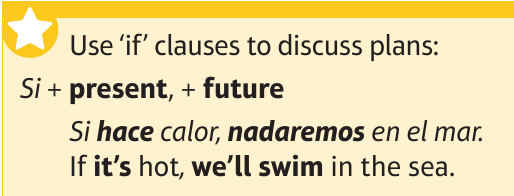 Use ‘if’ clauses to discuss plans:
Si + present, + future
Si hace calor, nadaremos en el mar.
If it’s hot, we’ll swim in the sea.